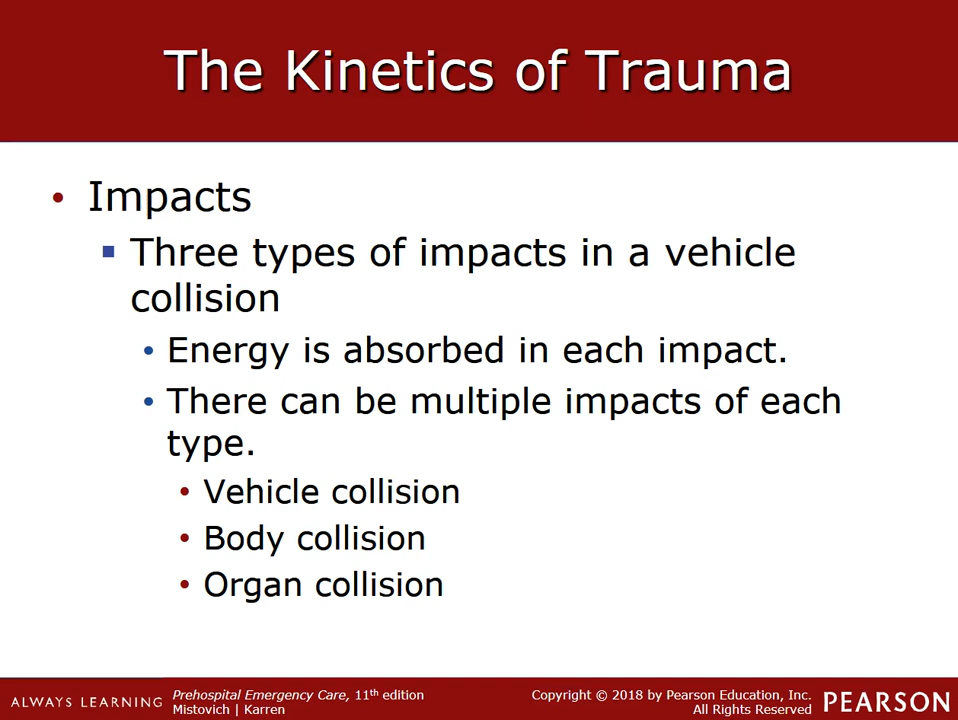 The Kinetics of Trauma
• Impacts
▪ Three types of impacts in a vehicle
collision
• Energy is absorbed in each impact.
• There can be multiple impacts of each
type.
• Vehicle collision
• Body collision
• Organ collision
ALWAYS LEARNING
Prehospital Emergency Care, 11th edition
Mistovich | Karren
Copyright © 2018 by Pearson Education, Inc.
All Rights Reserved
PEARSON